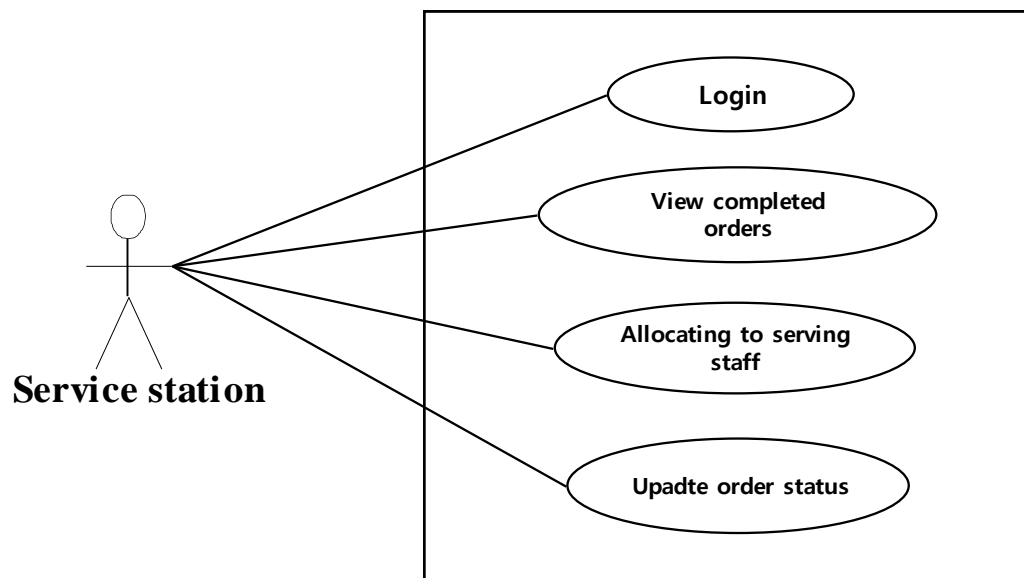 Login
View completed
orders
Allocating to serving
staff
Service station
Upadte order status